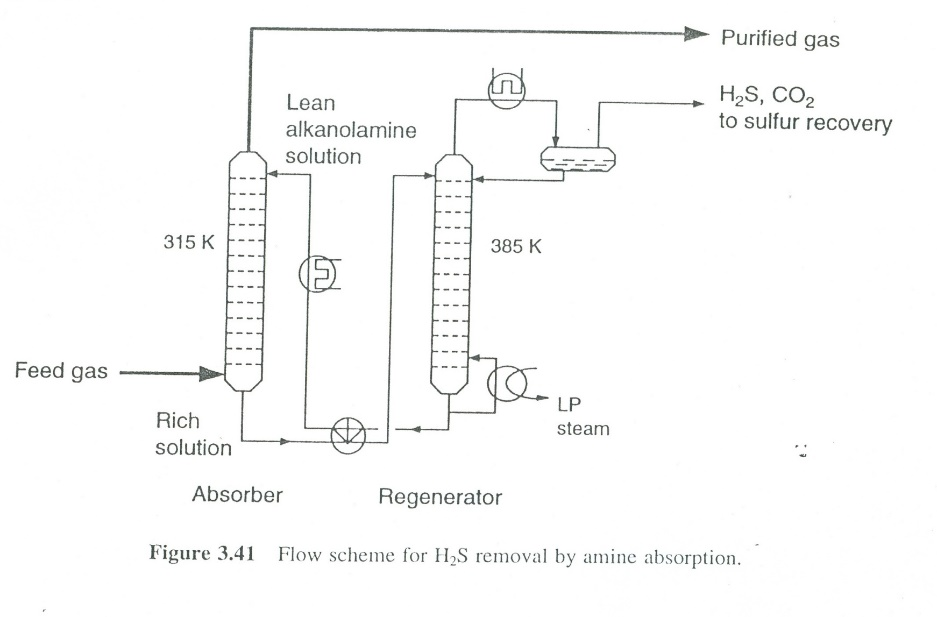 Purified gas
Lean
alkanolamine
solution
H₂S, CO₂
to sulfur recovery
315 K
385 K
Feed gas
LP
steam
Rich
solution
Absorber
Regenerator
Figure 3.41 Flow scheme for H₂S removal by amine absorption.